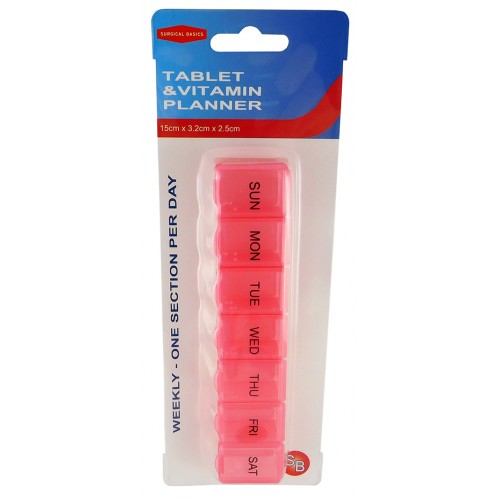 SURGICAL BASICS
TABLET
&VITAMIN
PLANNER
15cm x 3.2cm x 2.5cm
WEEKLY - ONE SECTION PER DAY
SUN
MON
TUE
WED
THU
FRI
SAT
SB